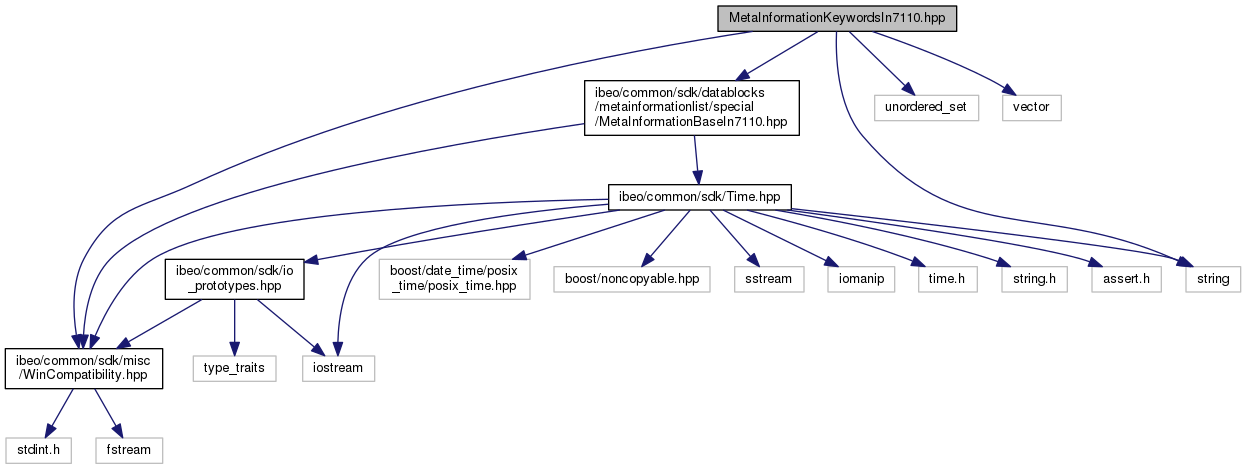 MetaInformationKeywordsIn7110.hpp
ibeo/common/sdk/datablocks
/metainformationlist/special
/MetaInformationBaseIn7110.hpp
unordered_set
vector
ibeo/common/sdk/Time.hpp
ibeo/common/sdk/io
_prototypes.hpp
boost/date_time/posix
_time/posix_time.hpp
boost/noncopyable.hpp
sstream
iomanip
time.h
string.h
assert.h
string
ibeo/common/sdk/misc
/WinCompatibility.hpp
type_traits
iostream
stdint.h
fstream